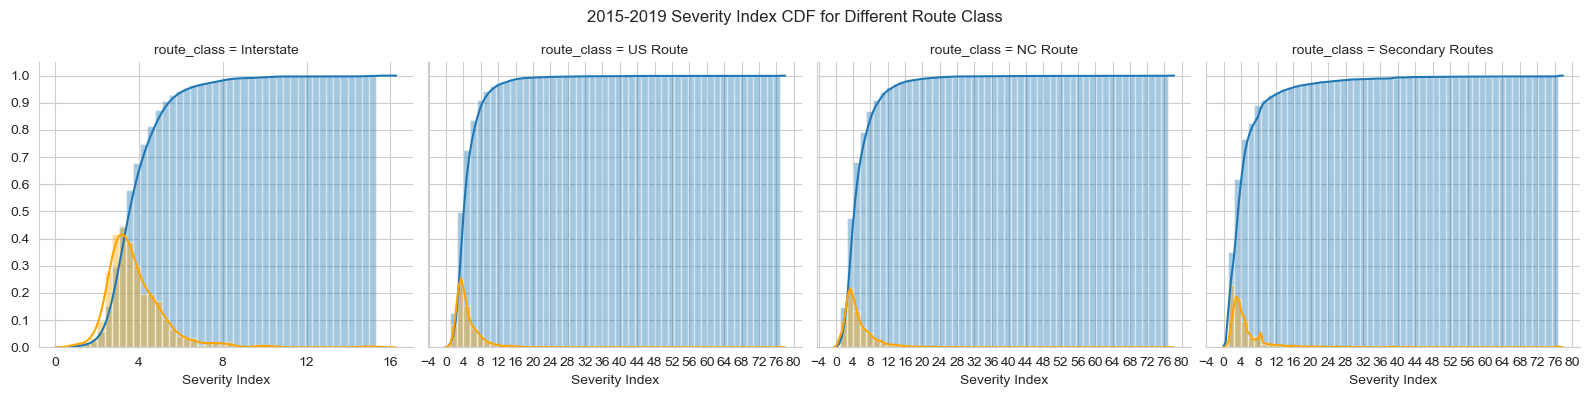 2015-2019 Severity Index CDF for Different Route Class
route_class = Interstate
route_class = US Route
route_class = NC Route
route_class = Secondary Routes
1.0
0.9
0.8
0.7
0.6
0.5
0.4
0.3
0.2
0.1
0.0
0 4 8 12 16
−4 0 4 8 12 16 20 24 28 32 36 40 44 48 52 56 60 64 68 72 76 80
−4 0 4 8 12 16 20 24 28 32 36 40 44 48 52 56 60 64 68 72 76 80
−4 0 4 8 12 16 20 24 28 32 36 40 44 48 52 56 60 64 68 72 76 80
Severity Index
Severity Index
Severity Index
Severity Index